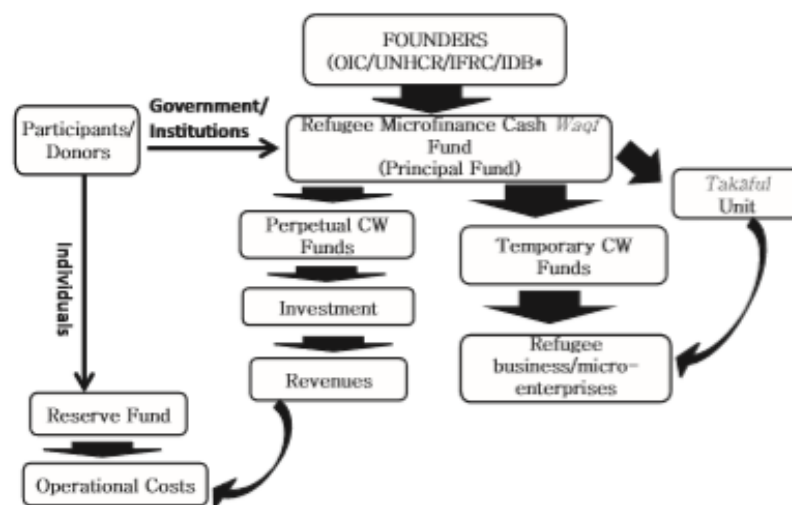 FOUNDERS
(OIC/UNHCR/IFRC/IDB*
Government/
Institutions
Participants/
Donors
Refugee Microfinance Cash Waqf
Fund
(Principal Fund)
Takāful
Unit
Perpetual CW
Funds
Temporary CW
Funds
Individuals
Investment
Refugee
business/micro-
enterprises
Revenues
Reserve Fund
Operational Costs